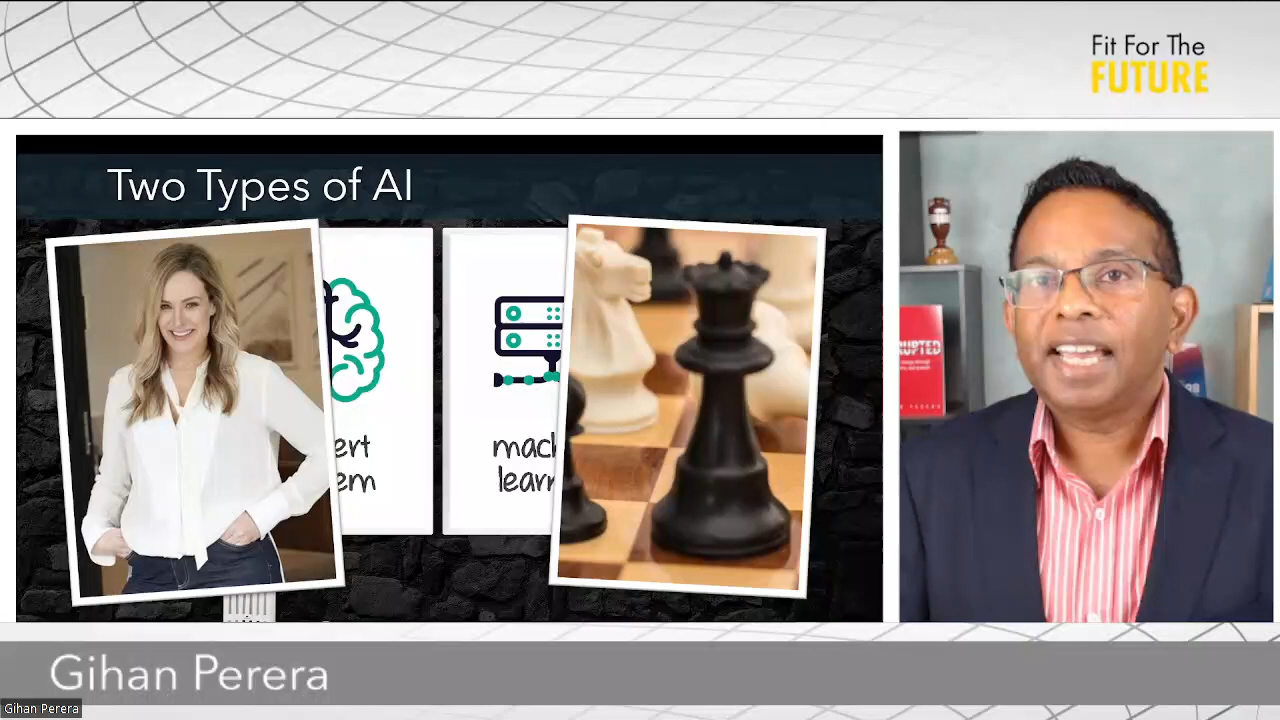 Fit For The
FUTURE
Two Types of AI
ert
em
mach
learn
RUPTED
Gihan Perera
Gihan Perera